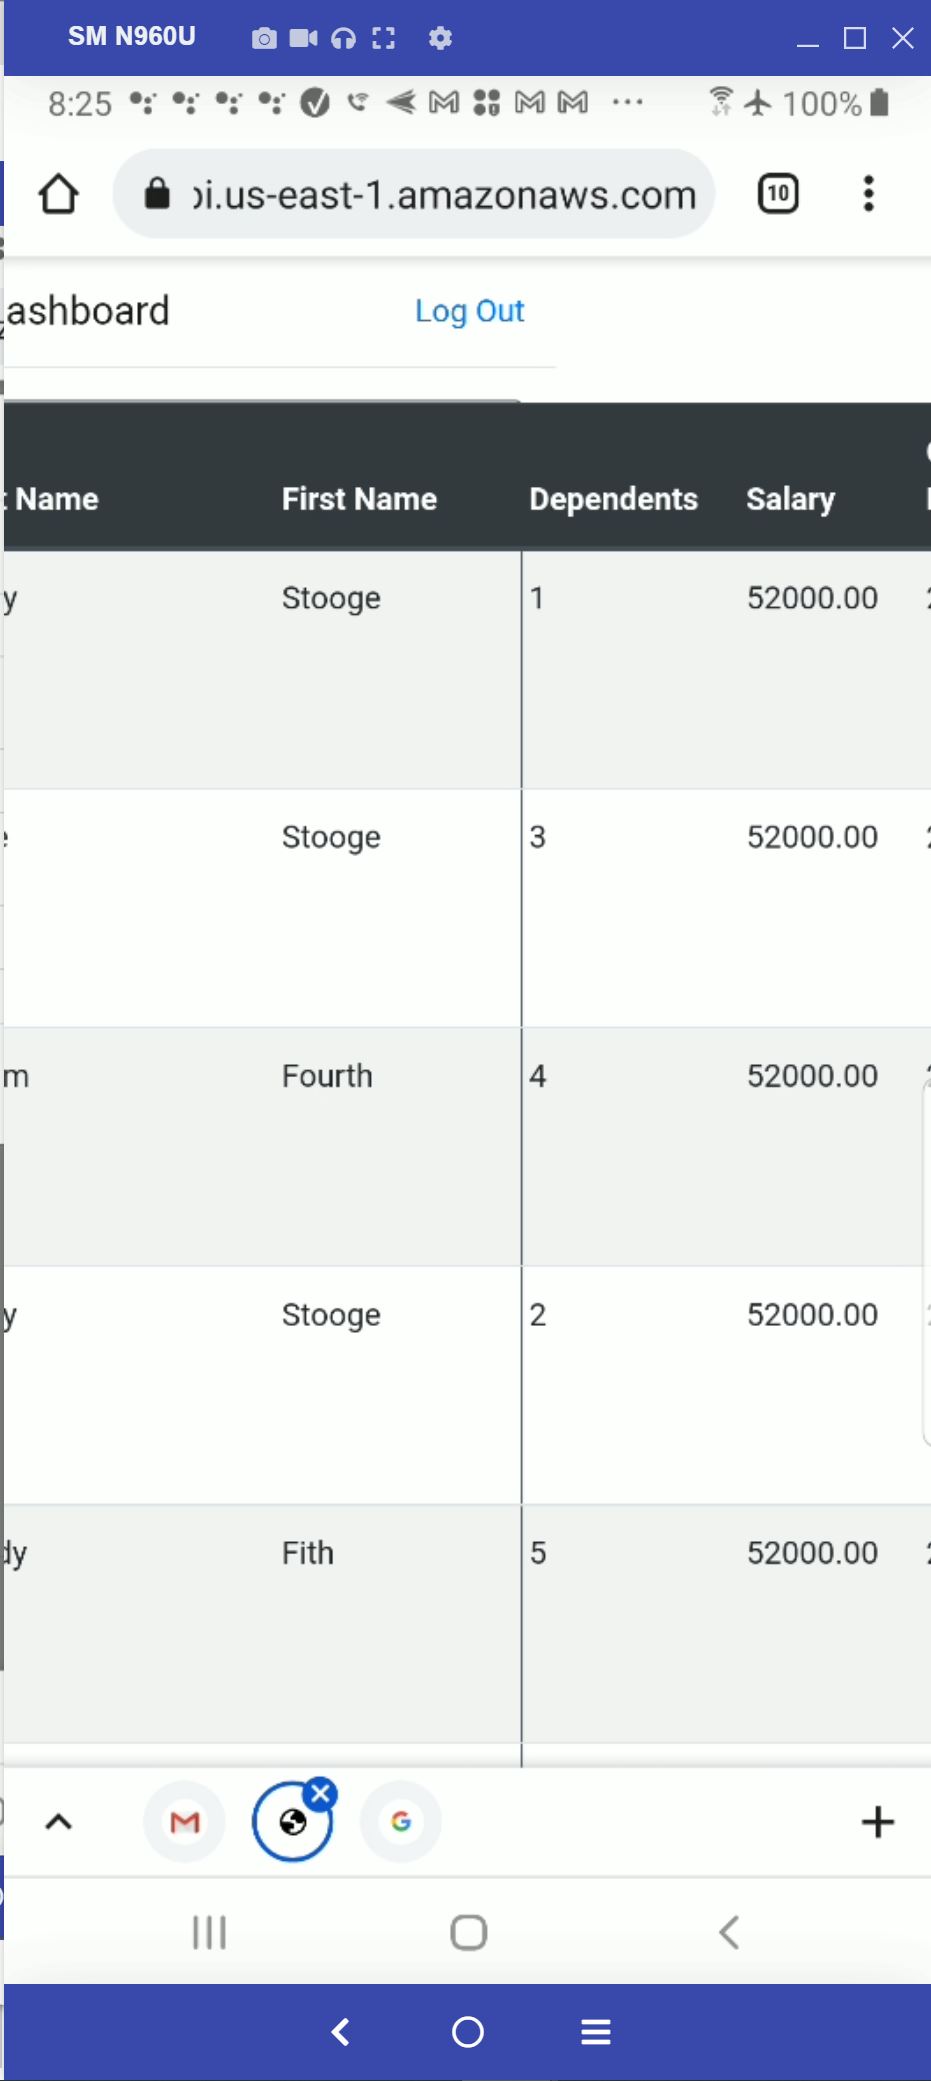 SM N960U
8:25 100%
.us-east-1.amazonaws.com 10
ashboard Log Out
Name First Name Dependents Salary
y Stooge 1 52000.00
Stooge 3 52000.00
m Fourth 4 52000.00
y Stooge 2 52000.00
dy Fith 5 52000.00